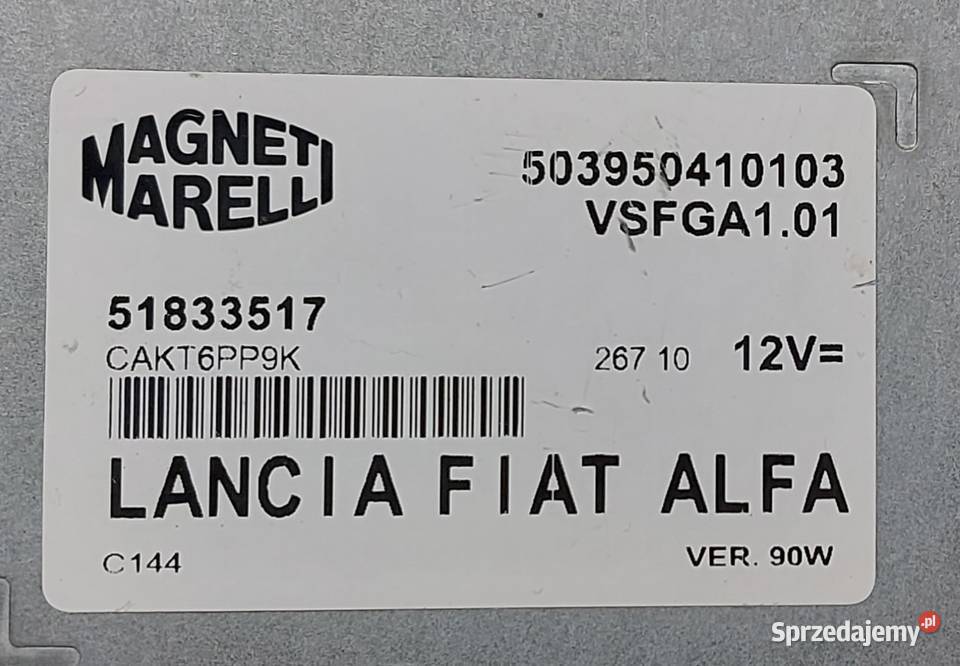 MAGNETI
MARELLI
503950410103
VSFGA1.01
51833517
CAKT6PP9K
267 10 12V=
LANCIA FIAT ALFA
C144
VER. 90W
Sprzedajemy.pl